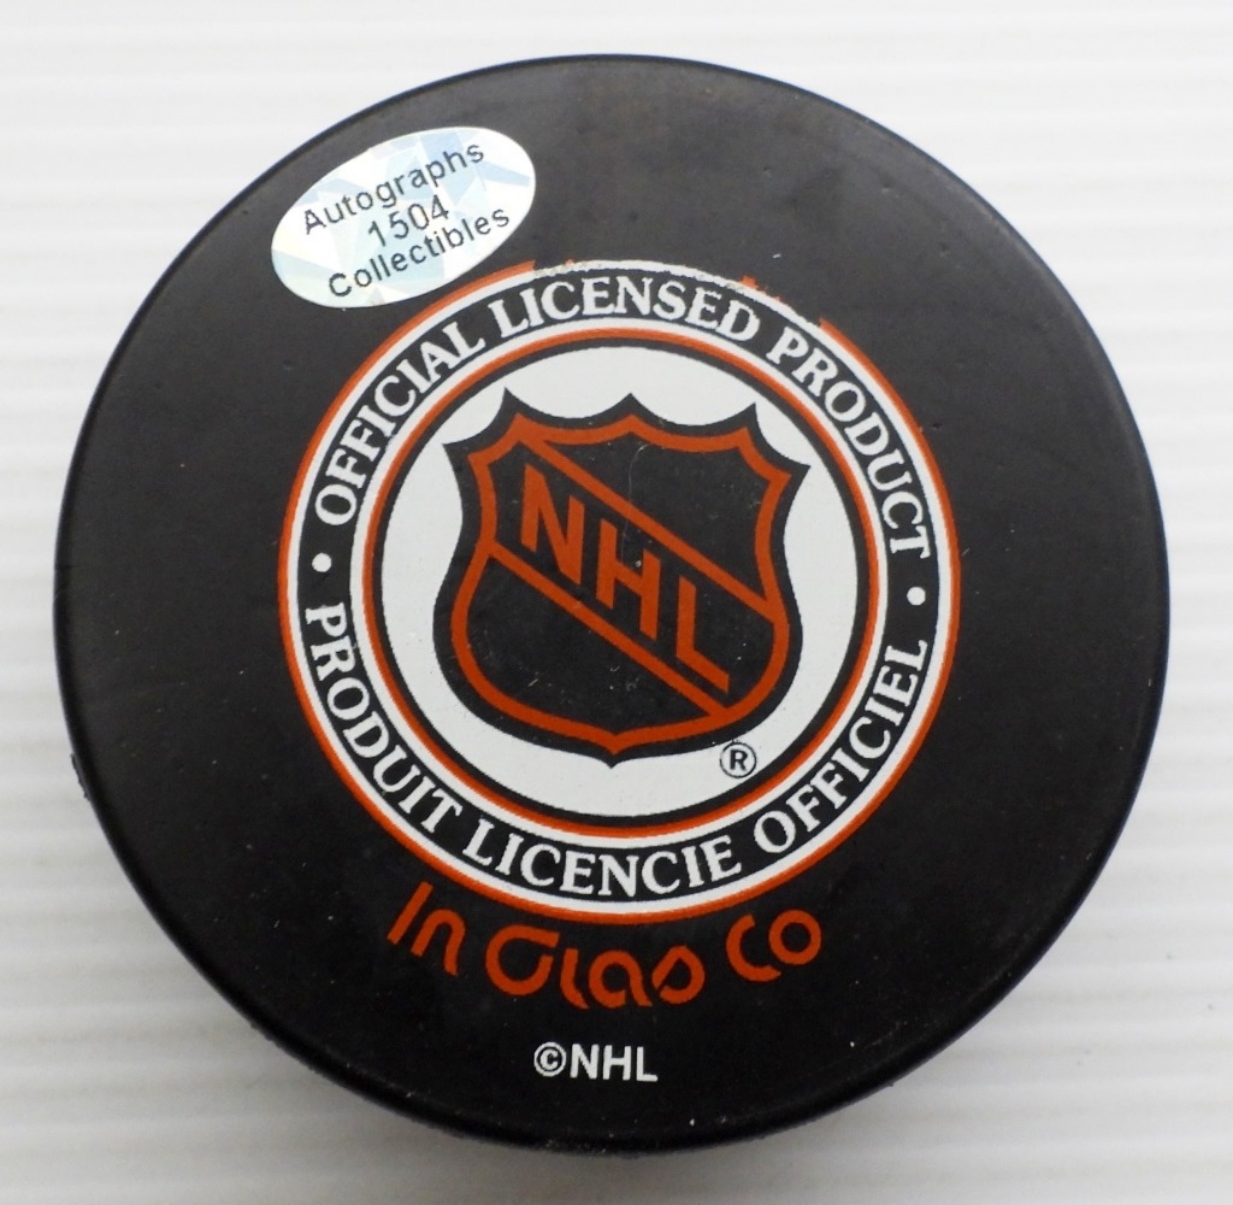 Autographs
1504
Collectibles
OFFICIAL LICENSED PRODUCT
NHL
®
• PRODUIT LICENCIE OFFICIEL •
In Glas Co
©NHL